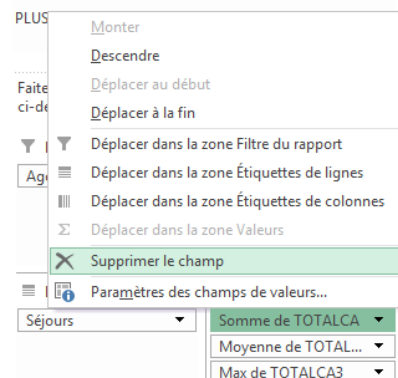 PLUS
Monter
Descendre
Déplacer au début
Faite
ci-de
Déplacer à la fin
Déplacer dans la zone Filtre du rapport
Age
Déplacer dans la zone Étiquettes de lignes
Déplacer dans la zone Étiquettes de colonnes
Σ Déplacer dans la zone Valeurs
Supprimer le champ
Paramètres des champs de valeurs...
Séjours
Somme de TOTALCA
Moyenne de TOTAL...
Max de TOTALCA3